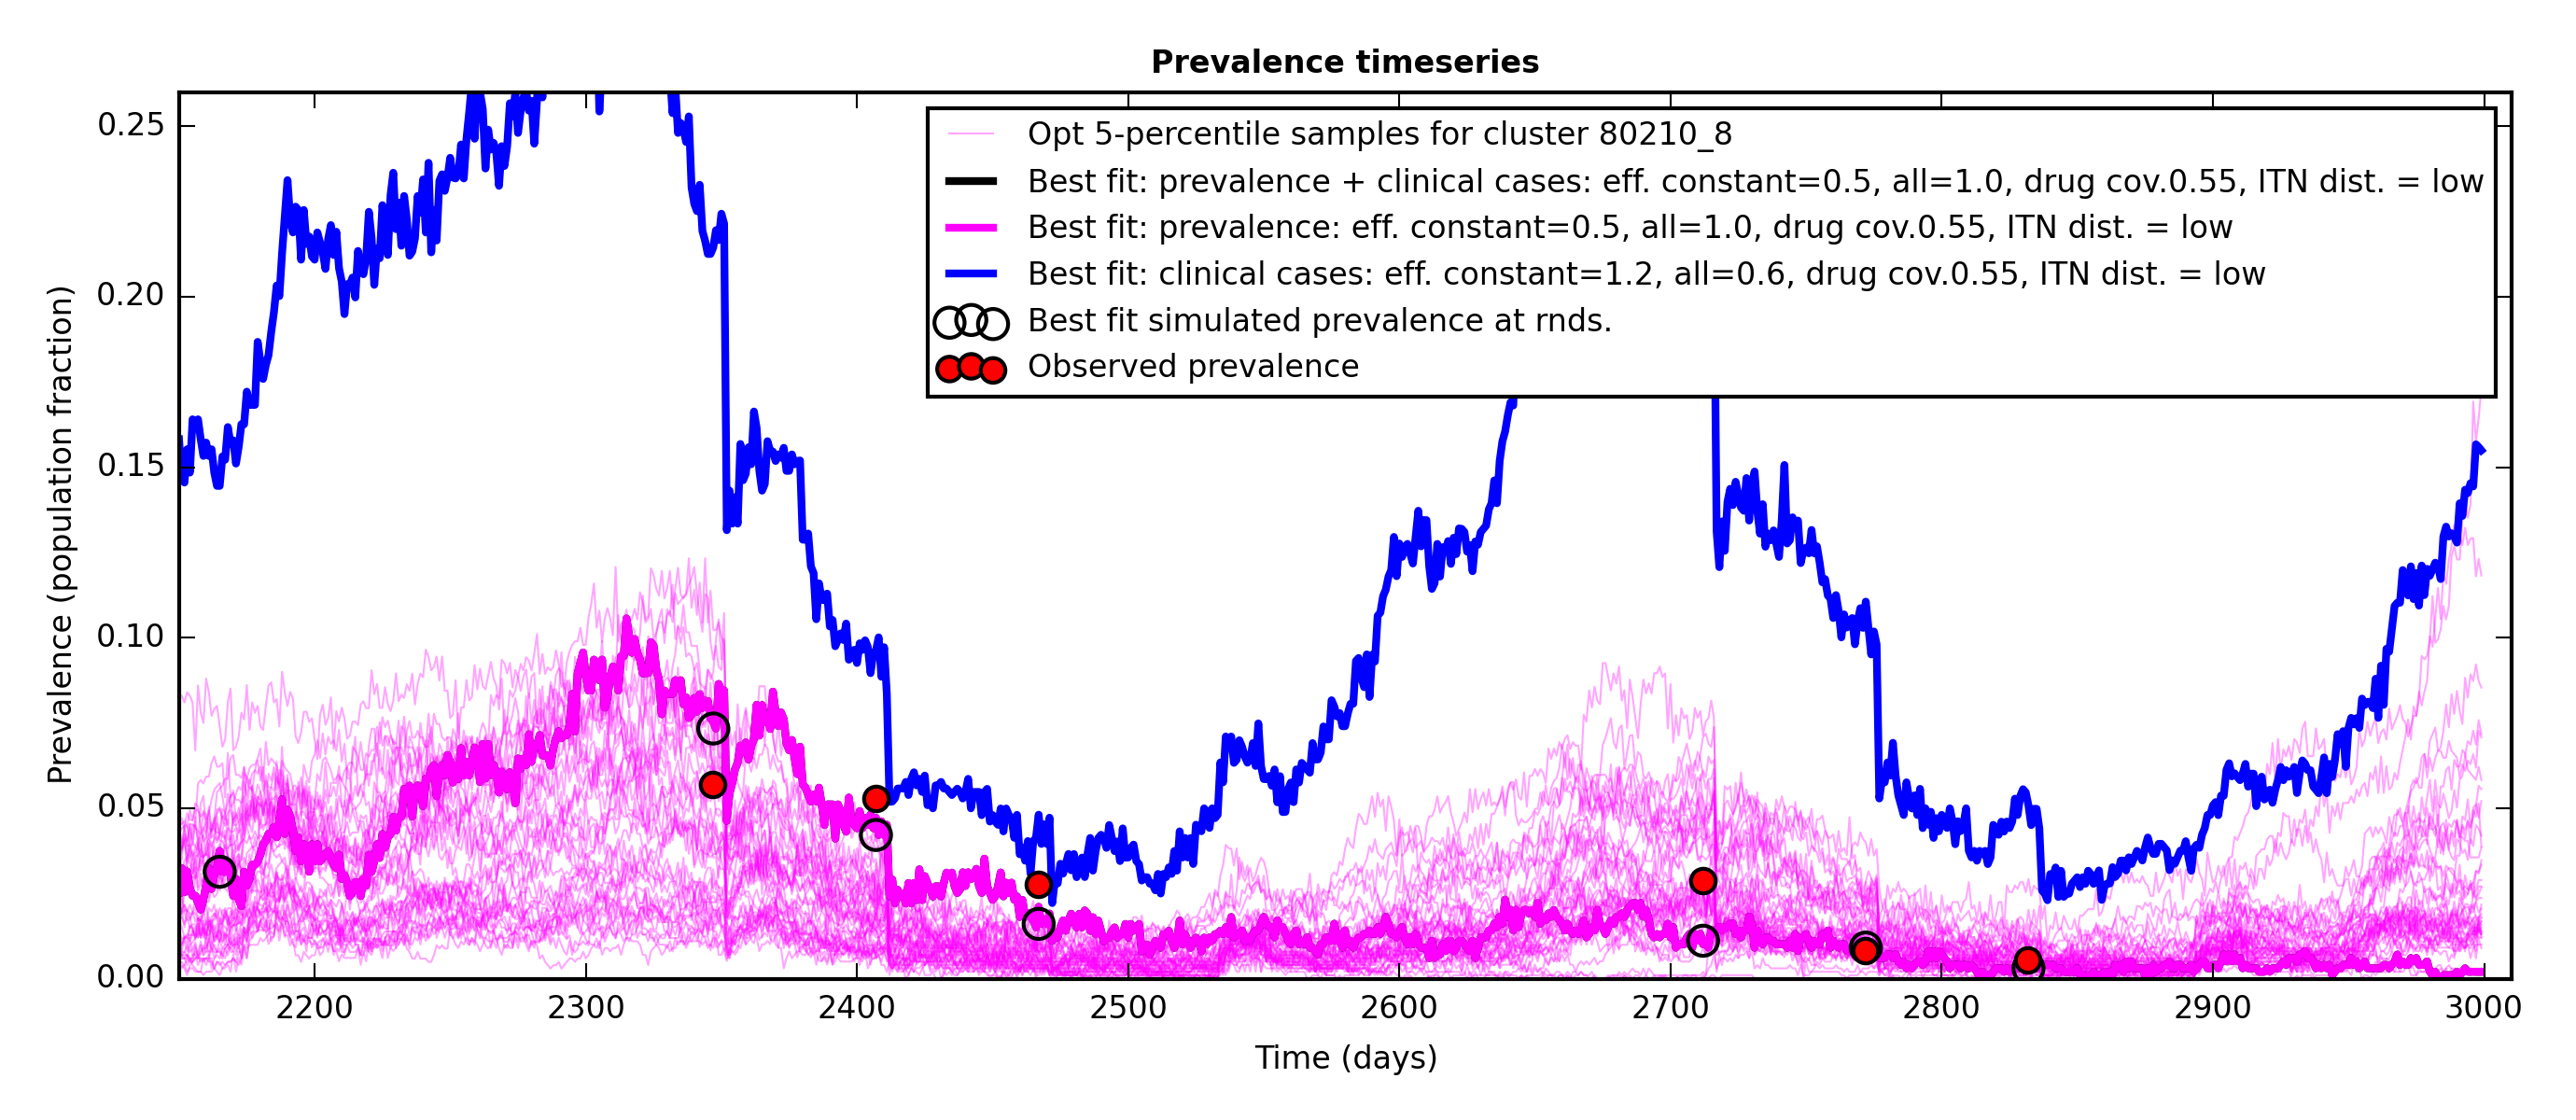 Prevalence timeseries
Opt 5-percentile samples for cluster 80210_8
Best fit: prevalence + clinical cases: eff. constant=0.5, all=1.0, drug cov.0.55, ITN dist. = low
Best fit: prevalence: eff. constant=0.5, all=1.0, drug cov.0.55, ITN dist. = low
Best fit: clinical cases: eff. constant=1.2, all=0.6, drug cov.0.55, ITN dist. = low
Best fit simulated prevalence at rnds.
Observed prevalence
Prevalence (population fraction)
0.25
0.20
0.15
0.10
0.05
0.00
2200 2300 2400 2500 2600 2700 2800 2900 3000
Time (days)